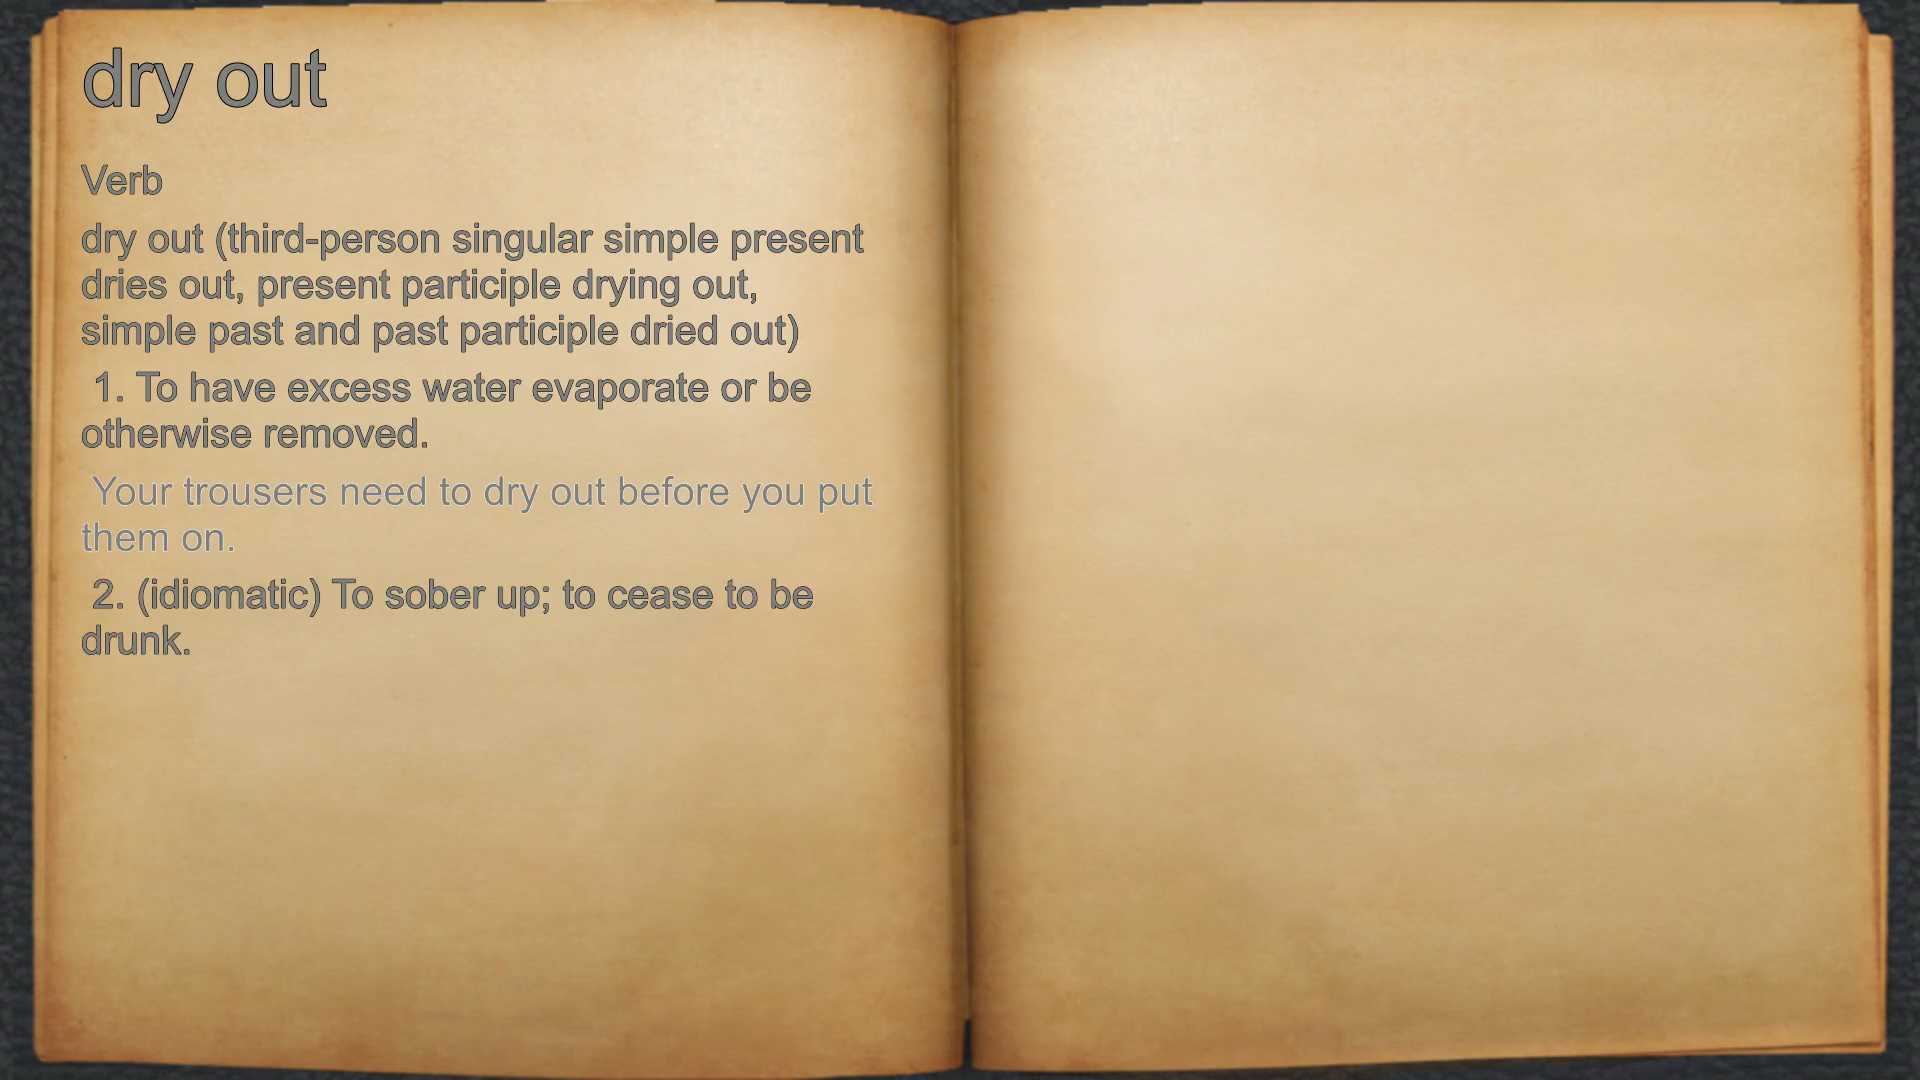 dry out
Verb
dry out (third-person singular simple present
dries out, present participle drying out,
simple past and past participle dried out)
1. To have excess water evaporate or be
otherwise removed.
Your trousers need to dry out before you put
them on.
2. (idiomatic) To sober up; to cease to be
drunk.